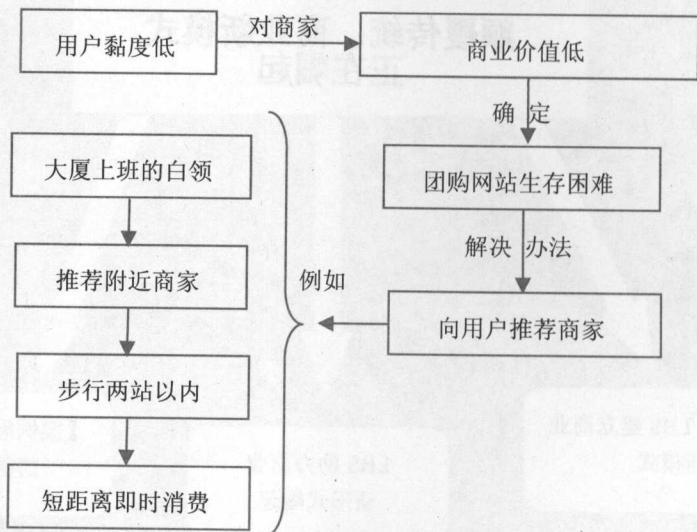 用户黏度低
对商家
商业价值低
确 定
团购网站生存困难
解决 办法
向用户推荐商家
例如
大厦上班的白领
推荐附近商家
步行两站以内
短距离即时消费